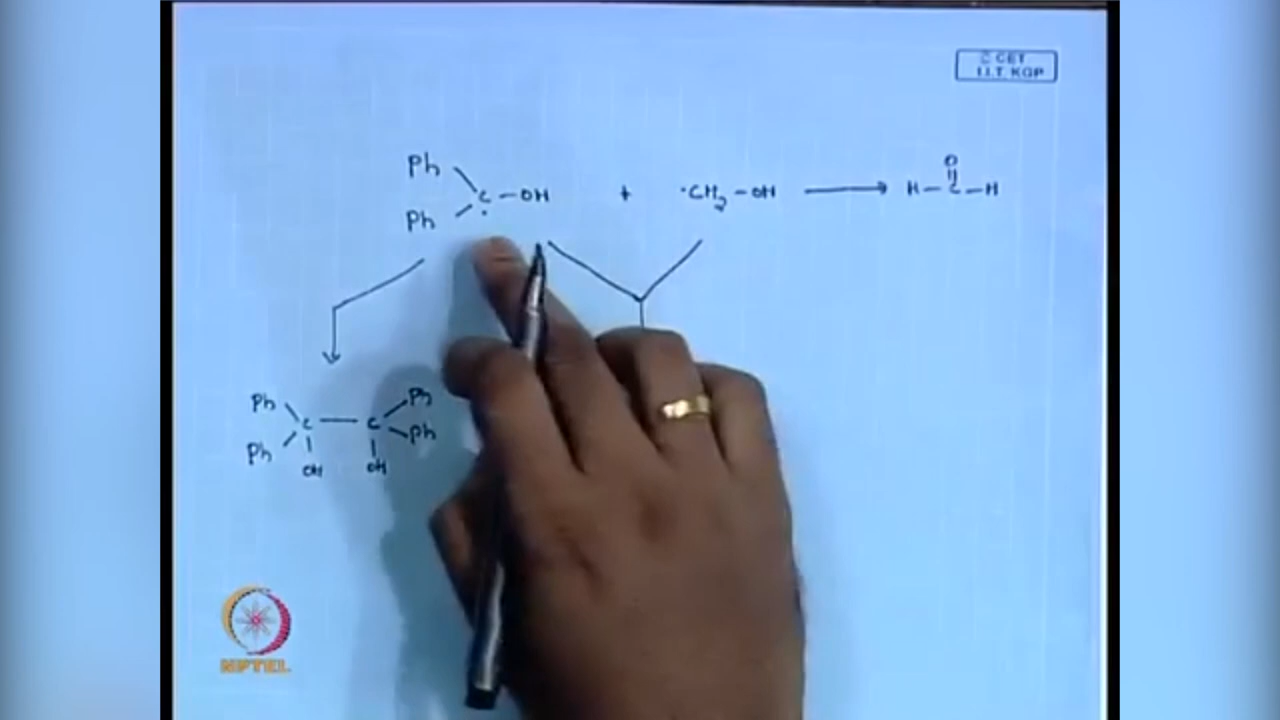 © CET
I.I.T. KGP
Ph
C - OH + ·CH₂ - OH → H - C - H
O
Ph
Ph Ph
C - C
Ph Ph
OH OH
NPTEL